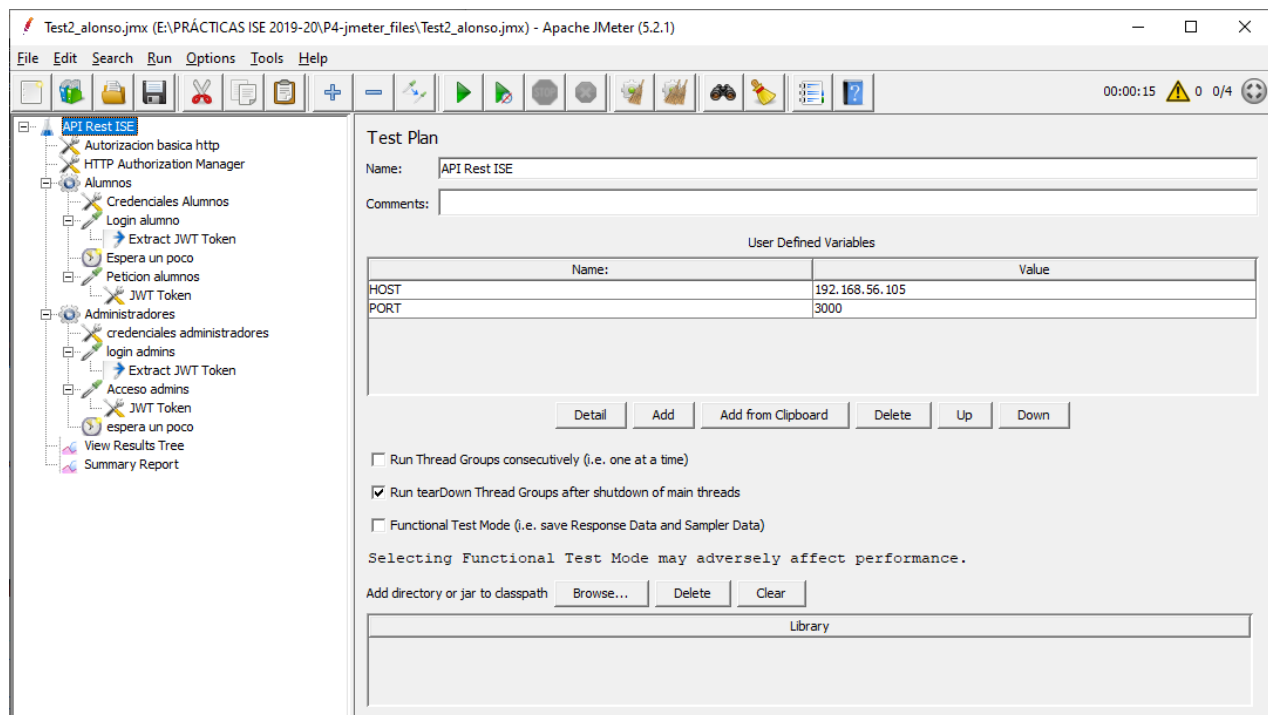 Test2_alonso.jmx (E:\PRÁCTICAS ISE 2019-20\P4-jmeter_files\Test2_alonso.jmx) - Apache JMeter (5.2.1)
File Edit Search Run Options Tools Help
STOP 00:00:15 0 0/4
API Rest ISE
Autorizacion basica http
HTTP Authorization Manager
Alumnos
Credenciales Alumnos
Login alumno
Extract JWT Token
Espera un poco
Peticion alumnos
JWT Token
Administradores
credenciales administradores
login admins
Extract JWT Token
Acceso admins
JWT Token
espera un poco
View Results Tree
Summary Report
Test Plan
Name: API Rest ISE
Comments:
User Defined Variables
Name: Value
HOST 192.168.56.105
PORT 3000
Detail Add Add from Clipboard Delete Up Down
Run Thread Groups consecutively (i.e. one at a time)
Run tearDown Thread Groups after shutdown of main threads
Functional Test Mode (i.e. save Response Data and Sampler Data)
Selecting Functional Test Mode may adversely affect performance.
Add directory or jar to classpath Browse... Delete Clear
Library